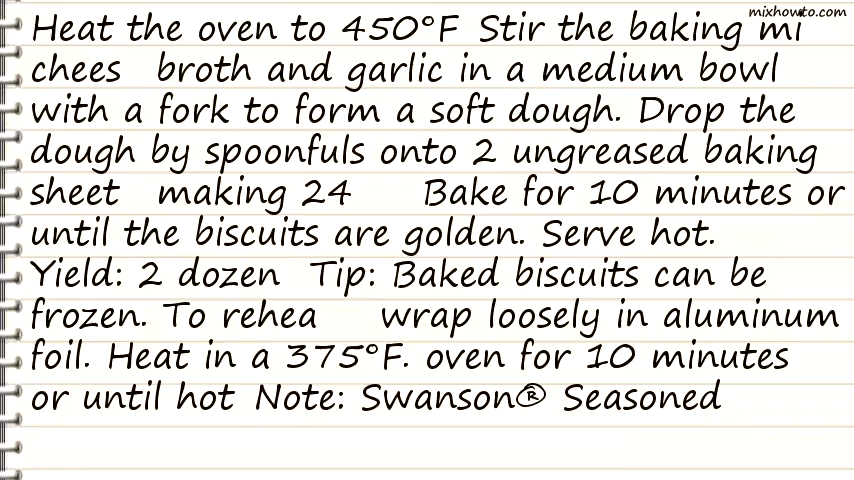 mixhowto.com
Heat the oven to 450°F Stir the baking mi
chees broth and garlic in a medium bowl
with a fork to form a soft dough. Drop the
dough by spoonfuls onto 2 ungreased baking
sheet making 24 Bake for 10 minutes or
until the biscuits are golden. Serve hot.
Yield: 2 dozen Tip: Baked biscuits can be
frozen. To rehea wrap loosely in aluminum
foil. Heat in a 375°F. oven for 10 minutes
or until hot Note: Swanson® Seasoned